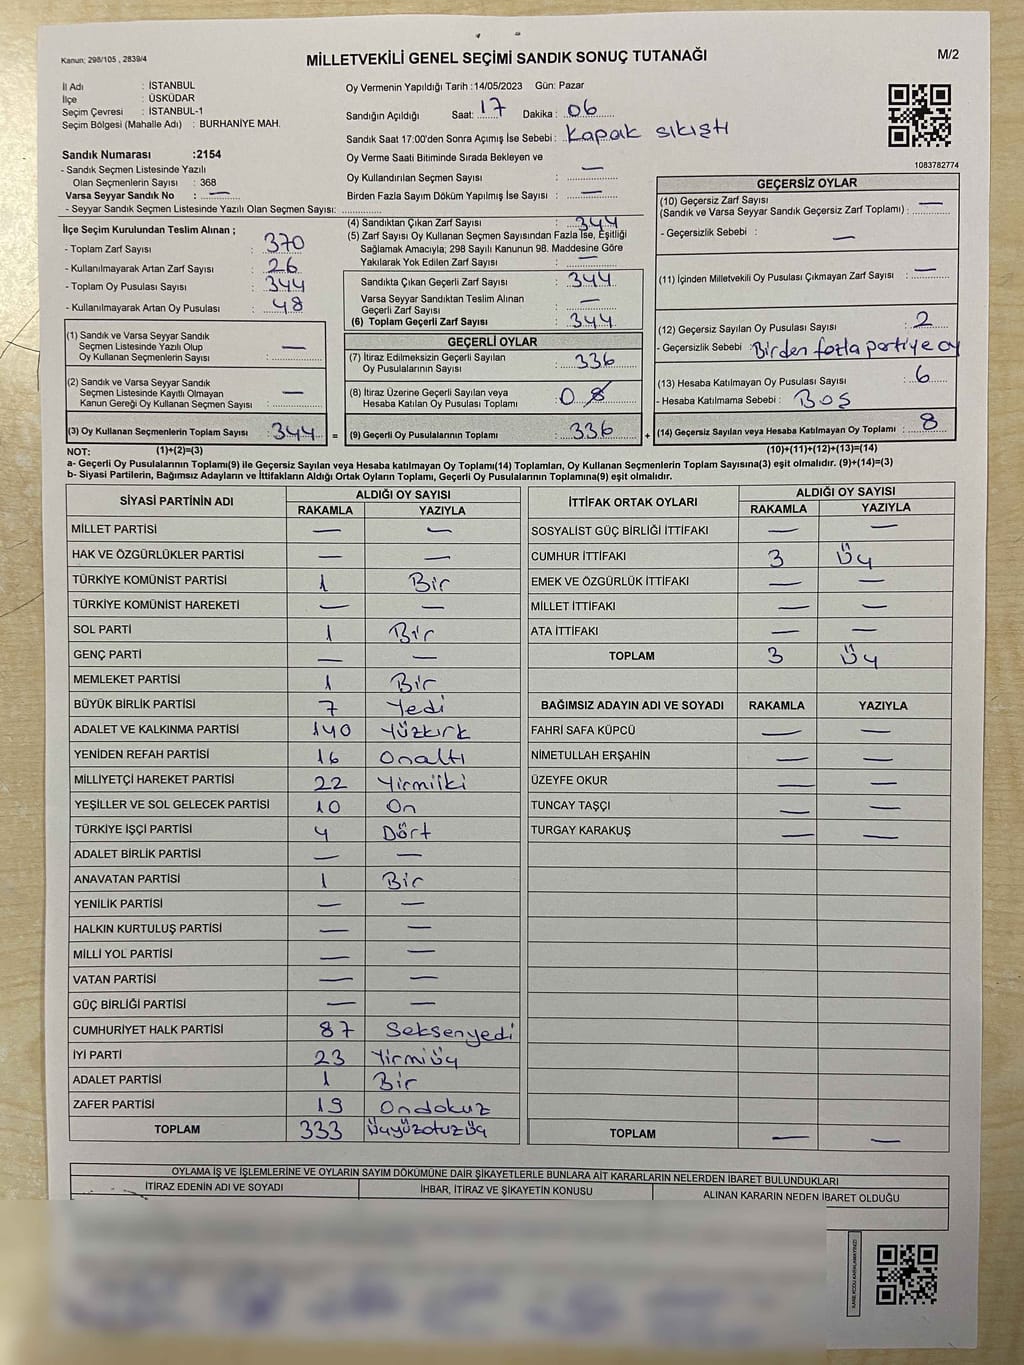 Kanun; 298/105 , 2839/4
MİLLETVEKİLİ GENEL SEÇİMİ SANDIK SONUÇ TUTANAĞI
M/2
İl Adı : İSTANBUL
İlçe : ÜSKÜDAR
Seçim Çevresi : İSTANBUL-1
Seçim Bölgesi (Mahalle Adı) : BURHANİYE MAH.
Sandık Numarası :2154
- Sandık Seçmen Listesinde Yazılı
Olan Seçmenlerin Sayısı : 368
Varsa Seyyar Sandık No : —
- Seyyar Sandık Seçmen Listesinde Yazılı Olan Seçmen Sayısı:
Oy Vermenin Yapıldığı Tarih :14/05/2023 Gün: Pazar
Sandığın Açıldığı Saat: 17 Dakika : 06
Sandık Saat 17:00'den Sonra Açımış İse Sebebi : Kapak sıkıştı
Oy Verme Saati Bitiminde Sırada Bekleyen ve
Oy Kullandırılan Seçmen Sayısı : —
Birden Fazla Sayım Döküm Yapılmış İse Sayısı : —
1083782774
İlçe Seçim Kurulundan Teslim Alınan ;
- Toplam Zarf Sayısı : 370
- Kullanılmayarak Artan Zarf Sayısı : 26
- Toplam Oy Pusulası Sayısı : 344
- Kullanılmayarak Artan Oy Pusulası : 48
(1) Sandık ve Varsa Seyyar Sandık
Seçmen Listesinde Yazılı Olup
Oy Kullanan Seçmenlerin Sayısı : —
(2) Sandık ve Varsa Seyyar Sandık
Seçmen Listesinde Kayıtlı Olmayan
Kanun Gereği Oy Kullanan Seçmen Sayısı : —
(3) Oy Kullanan Seçmenlerin Toplam Sayısı : 344
(4) Sandıktan Çıkan Zarf Sayısı : 344
(5) Zarf Sayısı Oy Kullanan Seçmen Sayısından Fazla İse, Eşitliği
Sağlamak Amacıyla; 298 Sayılı Kanunun 98. Maddesine Göre
Yakılarak Yok Edilen Zarf Sayısı : —
Sandıkta Çıkan Geçerli Zarf Sayısı : 344
Varsa Seyyar Sandıktan Teslim Alınan
Geçerli Zarf Sayısı : —
(6) Toplam Geçerli Zarf Sayısı : 344
GEÇERLİ OYLAR
(7) İtiraz Edilmeksizin Geçerli Sayılan
Oy Pusulalarının Sayısı : 336
(8) İtiraz Üzerine Geçerli Sayılan veya
Hesaba Katılan Oy Pusulası Toplamı : 0 8
= (9) Geçerli Oy Pusulalarının Toplamı : 336 +
GEÇERSİZ OYLAR
(10) Geçersiz Zarf Sayısı
(Sandık ve Varsa Seyyar Sandık Geçersiz Zarf Toplamı) : —
- Geçersizlik Sebebi : —
(11) İçinden Milletvekili Oy Pusulası Çıkmayan Zarf Sayısı : —
(12) Geçersiz Sayılan Oy Pusulası Sayısı : 2
- Geçersizlik Sebebi : Birden fazla partiye oy
(13) Hesaba Katılmayan Oy Pusulası Sayısı : 6
- Hesaba Katılmama Sebebi : Boş
(14) Geçersiz Sayılan veya Hesaba Katılmayan Oy Toplamı : 8
NOT: (1)+(2)=(3) (10)+(11)+(12)+(13)=(14)
a- Geçerli Oy Pusulasının Toplamı(9) ile Geçersiz Sayılan veya Hesaba katılmayan Oy Toplamı(14) Toplamları, Oy Kullanan Seçmenlerin Toplam Sayısına(3) eşit olmalıdır. (9)+(14)=(3)
b- Siyasi Partilerin, Bağımsız Adayların ve İttifakların Aldığı Ortak Oyların Toplamı, Geçerli Oy Pusulalarının Toplamına(9) eşit olmalıdır.
SİYASİ PARTİNİN ADI ALDIĞI OY SAYISI
RAKAMLA YAZIYLA
MİLLET PARTİSİ — —
HAK VE ÖZGÜRLÜKLER PARTİSİ — —
TÜRKİYE KOMÜNİST PARTİSİ 1 Bir
TÜRKİYE KOMÜNİST HAREKETİ — —
SOL PARTİ 1 Bir
GENÇ PARTİ — —
MEMLEKET PARTİSİ 1 Bir
BÜYÜK BİRLİK PARTİSİ 7 Yedi
ADALET VE KALKINMA PARTİSİ 140 Yüzkırk
YENİDEN REFAH PARTİSİ 16 Onaltı
MİLLİYETÇİ HAREKET PARTİSİ 22 Yirmiiki
YEŞİLLER VE SOL GELECEK PARTİSİ 10 On
TÜRKİYE İŞÇİ PARTİSİ 4 Dört
ADALET BİRLİK PARTİSİ — —
ANAVATAN PARTİSİ 1 Bir
YENİLİK PARTİSİ — —
HALKIN KURTULUŞ PARTİSİ — —
MİLLİ YOL PARTİSİ — —
VATAN PARTİSİ — —
GÜÇ BİRLİĞİ PARTİSİ — —
CUMHURİYET HALK PARTİSİ 87 Seksenyedi
İYİ PARTİ 23 Yirmiüç
ADALET PARTİSİ 1 Bir
ZAFER PARTİSİ 19 Ondokuz
TOPLAM 333 Üçyüzotuzüç
İTTİFAK ORTAK OYLARI ALDIĞI OY SAYISI
RAKAMLA YAZIYLA
SOSYALİST GÜÇ BİRLİĞİ İTTİFAKI — —
CUMHUR İTTİFAKI 3 Üç
EMEK VE ÖZGÜRLÜK İTTİFAKI — —
MİLLET İTTİFAKI — —
ATA İTTİFAKI — —
TOPLAM 3 Üç
BAĞIMSIZ ADAYIN ADI VE SOYADI RAKAMLA YAZIYLA
FAHRİ SAFA KÜPCÜ — —
NİMETULLAH ERŞAHİN — —
ÜZEYFE OKUR — —
TUNCAY TAŞÇI — —
TURGAY KARAKUŞ — —
TOPLAM — —
OYLAMA İŞ VE İŞLEMLERİNE VE OYLARIN SAYIM DÖKÜMÜNE DAİR ŞİKAYETLERLE BUNLARA AİT KARARLARIN NELERDEN İBARET BULUNDUKLARI
İTİRAZ EDENİN ADI VE SOYADI İHBAR, İTİRAZ VE ŞİKAYETİN KONUSU ALINAN KARARIN NEDEN İBARET OLDUĞU